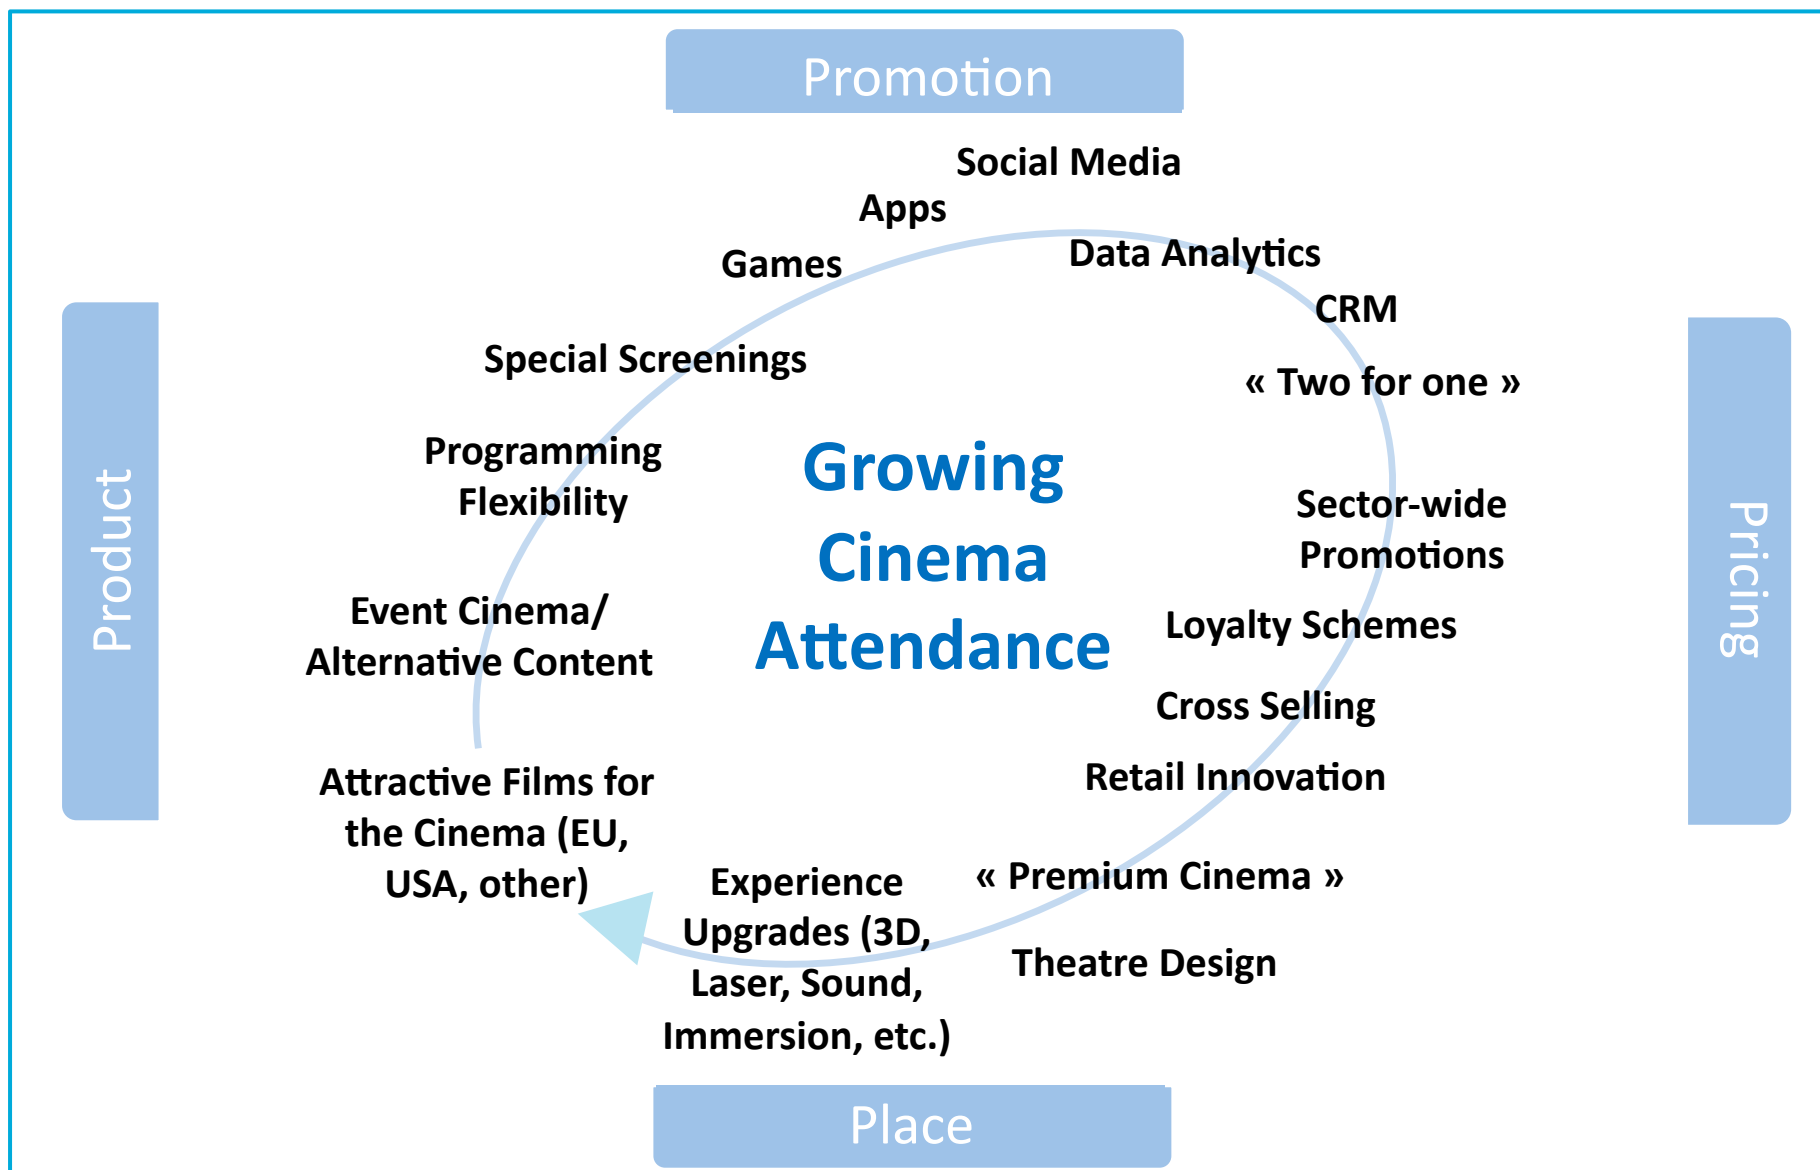 Promotion
Social Media
Apps
Data Analytics
Games
CRM
Special Screenings
« Two for one »
Programming
Flexibility
Growing
Cinema
Attendance
Sector-wide
Promotions
Product
Pricing
Event Cinema/
Alternative Content
Loyalty Schemes
Cross Selling
Retail Innovation
Attractive Films for
the Cinema (EU,
USA, other)
Experience
Upgrades (3D,
Laser, Sound,
Immersion, etc.)
« Premium Cinema »
Theatre Design
Place